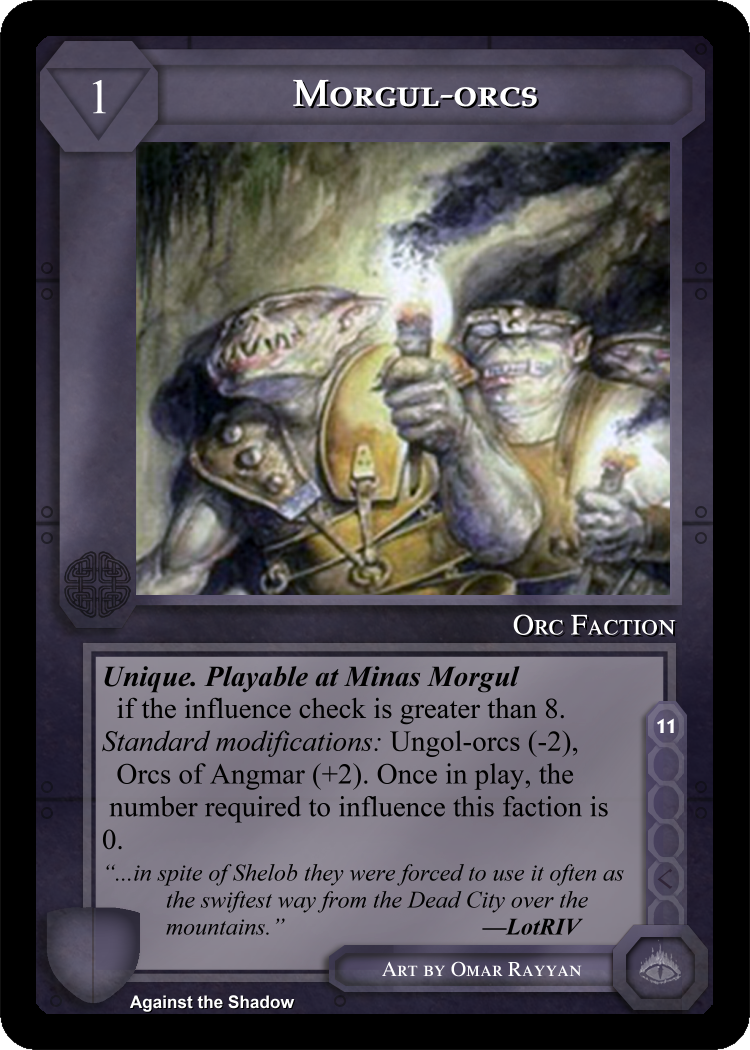 1
Morgul-orcs
Orc Faction
Unique. Playable at Minas Morgul
if the influence check is greater than 8.
Standard modifications: Ungol-orcs (-2),
Orcs of Angmar (+2). Once in play, the
number required to influence this faction is
0.
11
“...in spite of Shelob they were forced to use it often as
the swiftest way from the Dead City over the
mountains.” —LotRIV
Art by Omar Rayyan
Against the Shadow